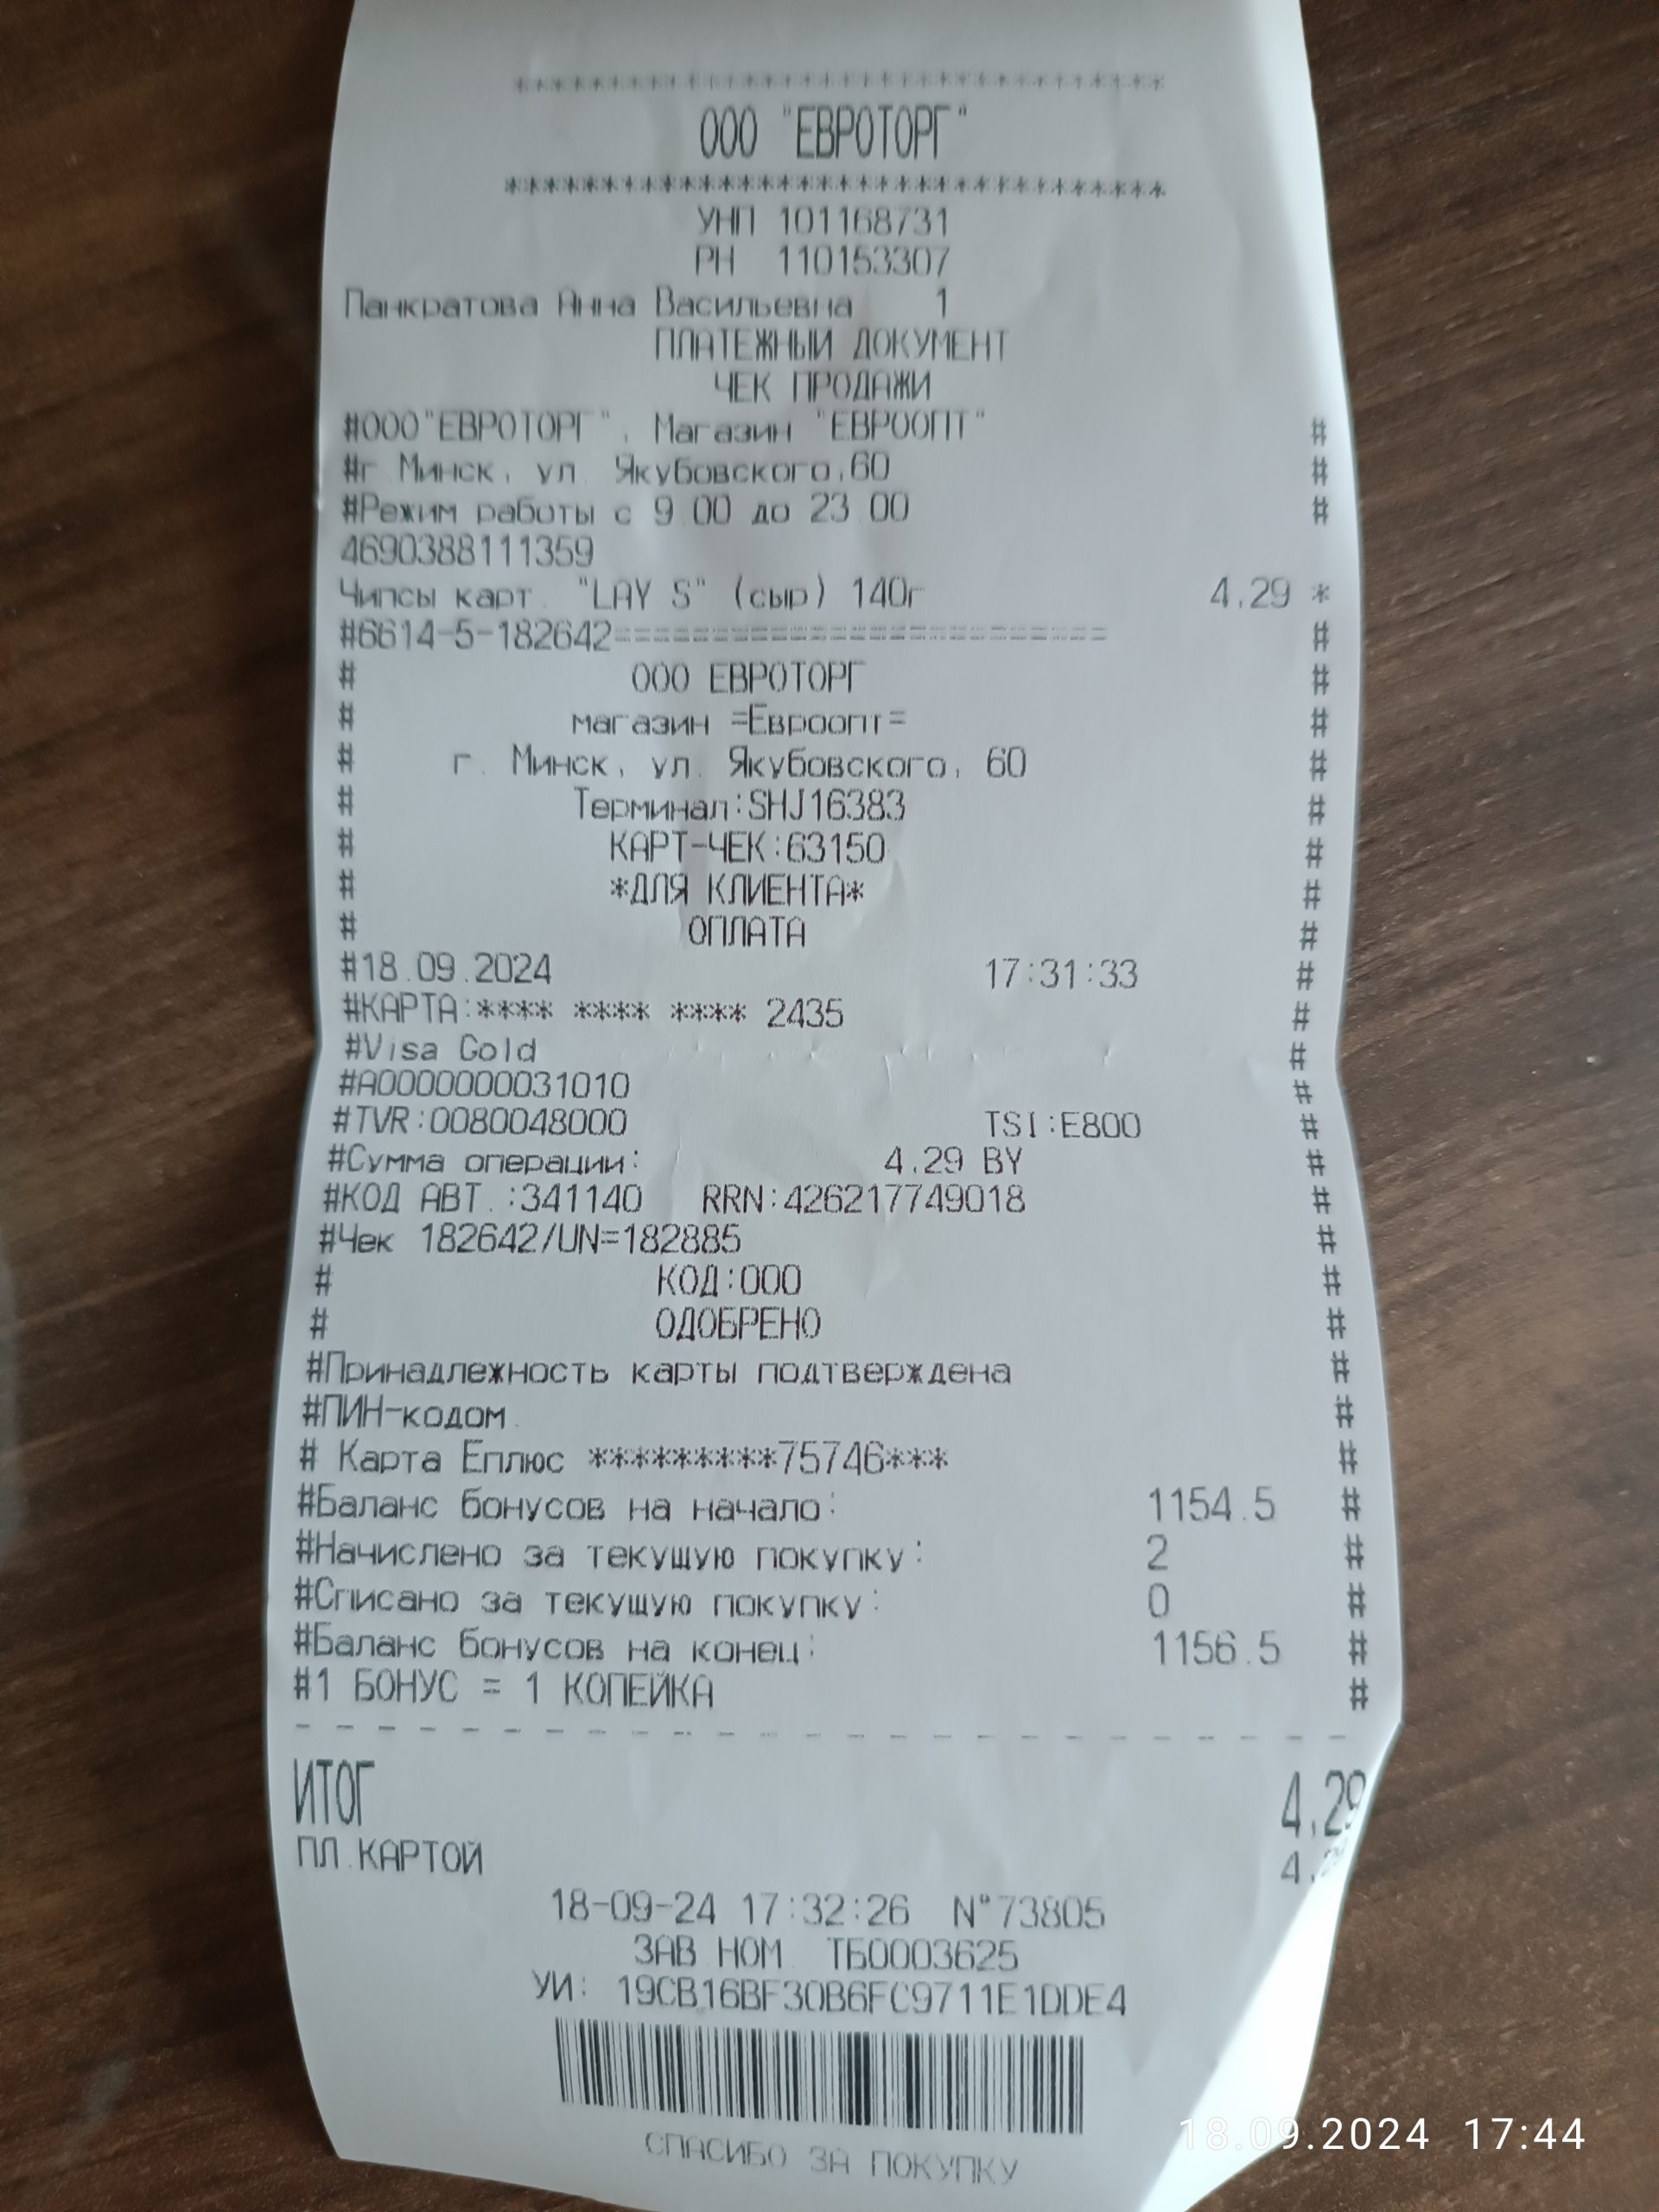 *********************************
ООО "ЕВРОТОРГ"
**********************************
УНП 101168731
РН 110153307
Панкратова Анна Васильевна 1
ПЛАТЕЖНЫЙ ДОКУМЕНТ
ЧЕК ПРОДАЖИ
#ООО"ЕВРОТОРГ", Магазин "ЕВРООПТ" #
#г.Минск, ул. Якубовского,60 #
#Режим работы с 9.00 до 23.00 #
4690388111359
Чипсы карт. "LAY S" (сыр) 140г 4.29 *
#6614-5-182642========================= #
# ООО ЕВРОТОРГ #
# магазин =Евроопт= #
# г. Минск, ул. Якубовского, 60 #
# Терминал:SHJ16383 #
# КАРТ-ЧЕК:63150 #
# *ДЛЯ КЛИЕНТА* #
# ОПЛАТА #
#18.09.2024 17:31:33 #
#КАРТА:**** **** **** 2435 #
#Visa Gold #
#A0000000031010 #
#TVR:0080048000 TSI:E800 #
#Сумма операции: 4.29 BY #
#КОД АВТ.:341140 RRN:426217749018 #
#Чек 182642/UN=182885 #
# КОД:000 #
# ОДОБРЕНО #
#Принадлежность карты подтверждена #
#ПИН-кодом. #
# Карта Еплюс *********75746*** #
#Баланс бонусов на начало: 1154.5 #
#Начислено за текущую покупку: 2 #
#Списано за текущую покупку: 0 #
#Баланс бонусов на конец: 1156.5 #
#1 БОНУС = 1 КОПЕЙКА #
ИТОГ 4.29
ПЛ.КАРТОЙ 4.29
18-09-24 17:32:26 N°73805
ЗАВ НОМ ТБ0003625
УИ: 19CB16BF30B6FC9711E1DDE4
СПАСИБО ЗА ПОКУПКУ
18.09.2024 17:44